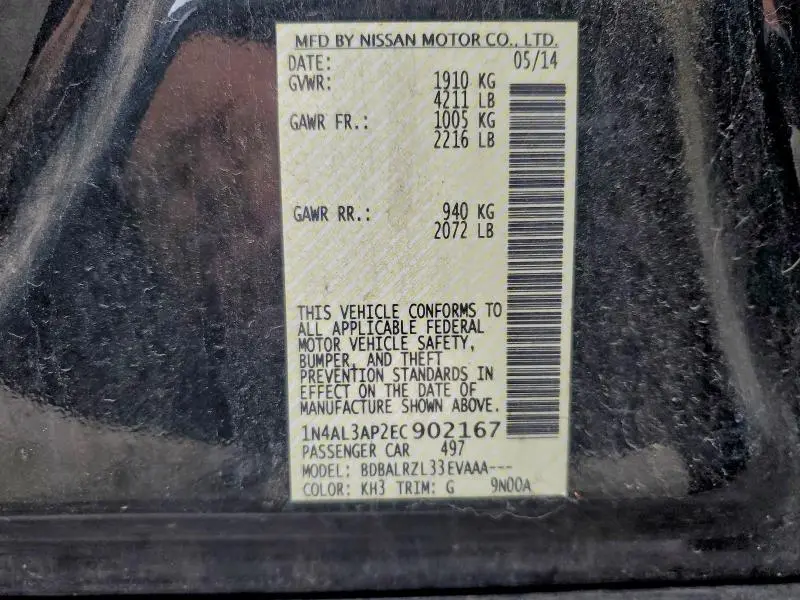 MFD BY NISSAN MOTOR CO., LTD.
DATE: 05/14
GVWR: 1910 KG
4211 LB
GAWR FR.: 1005 KG
2216 LB
GAWR RR.: 940 KG
2072 LB
THIS VEHICLE CONFORMS TO
ALL APPLICABLE FEDERAL
MOTOR VEHICLE SAFETY,
BUMPER, AND THEFT
PREVENTION STANDARDS IN
EFFECT ON THE DATE OF
MANUFACTURE SHOWN ABOVE.
1N4AL3AP2EC902167
PASSENGER CAR 497
MODEL: BDBALRZL33EVAAA---
COLOR: KH3 TRIM: G 9N00A